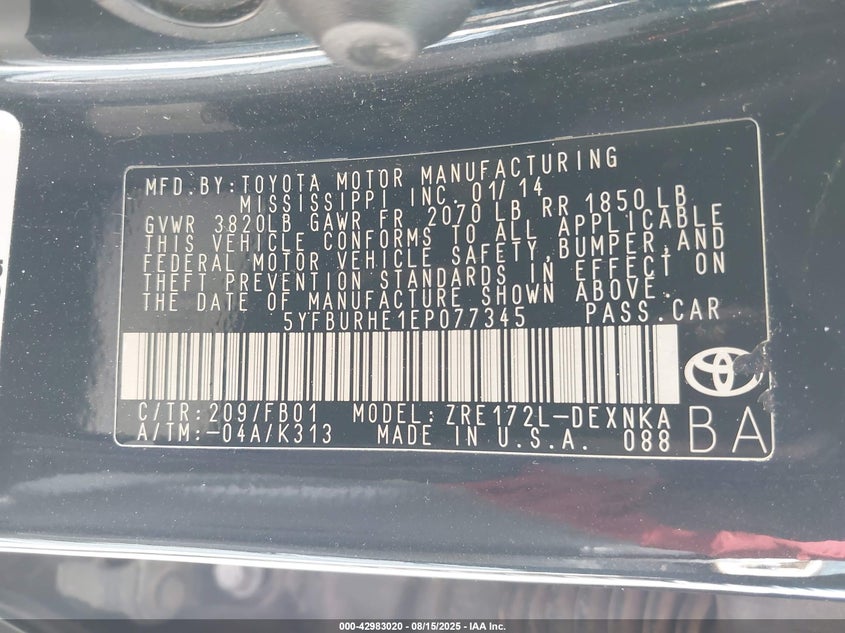 MFD.BY:TOYOTA MOTOR MANUFACTURING
MISSISSIPPI INC. 01/14
GVWR 3820LB GAWR FR 2070 LB RR 1850 LB
THIS VEHICLE CONFORMS TO ALL APPLICABLE
FEDERAL MOTOR VEHICLE SAFETY,BUMPER,AND
THEFT PREVENTION STANDARDS IN EFFECT ON
THE DATE OF MANUFACTURE SHOWN ABOVE.
5YFBURHE1EP077345 PASS.CAR
C/TR:209/FB01 MODEL:ZRE172L-DEXNKA
A/TM:-04A/K313 MADE IN U.S.A. 088
BA
000-42983020 - 08/15/2025 - IAA Inc.